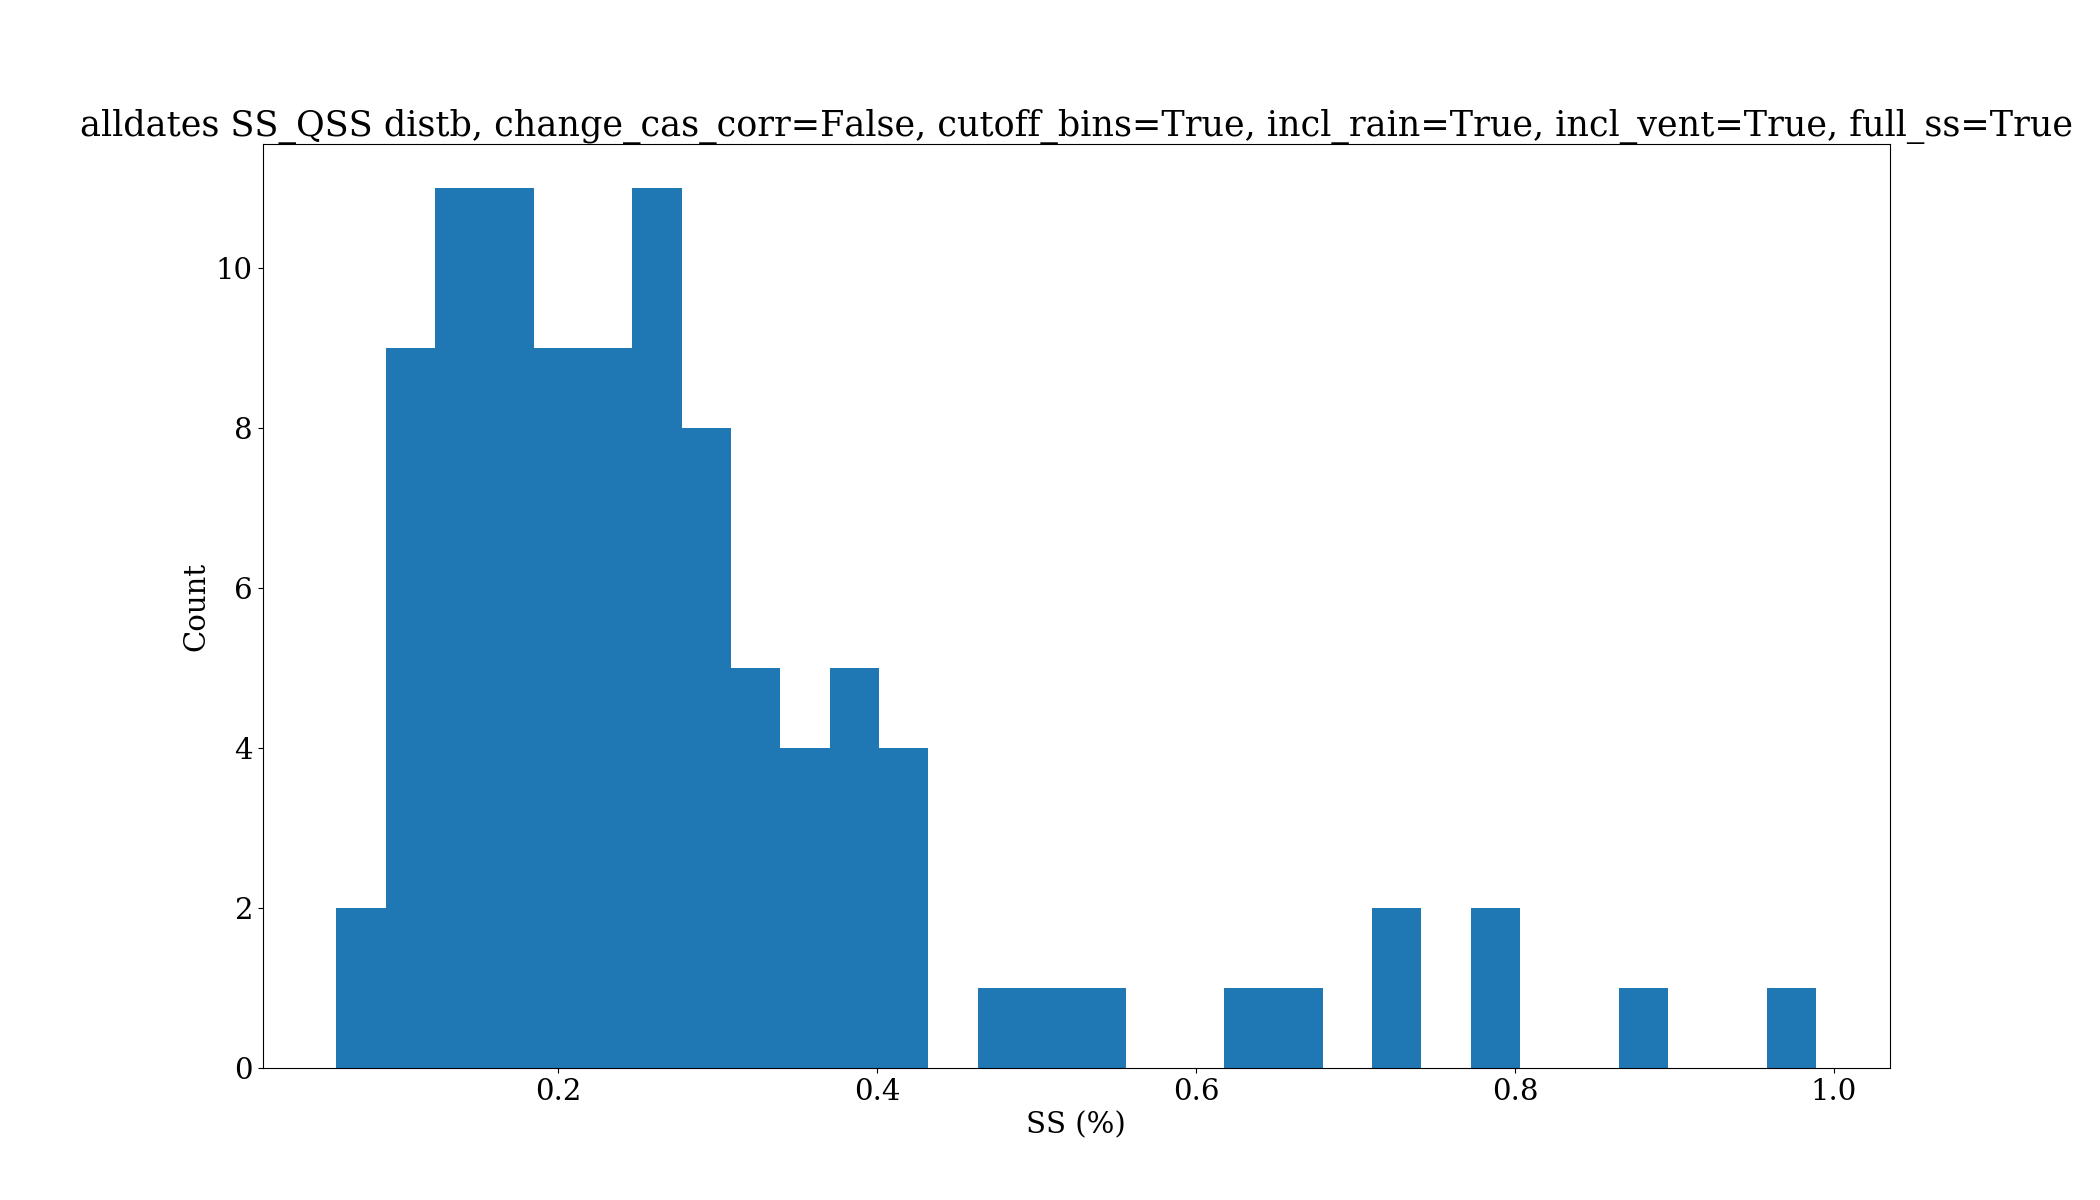 alldates SS_QSS distb, change_cas_corr=False, cutoff_bins=True, incl_rain=True, incl_vent=True, full_ss=True
10
8
6
4
2
0
Count
0.2 0.4 0.6 0.8 1.0
SS (%)